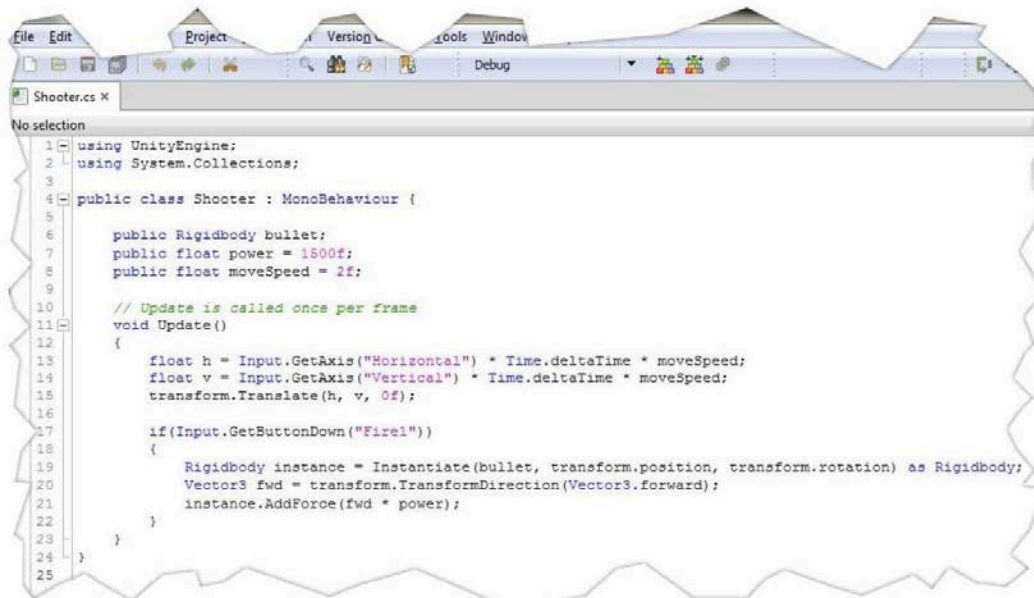 File Edit Project Version Tools Window
Debug
Shooter.cs ×
No selection
1 using UnityEngine;
2 using System.Collections;
3
4 public class Shooter : MonoBehaviour {
5
6 public Rigidbody bullet;
7 public float power = 1500f;
8 public float moveSpeed = 2f;
9
10 // Update is called once per frame
11 void Update()
12 {
13 float h = Input.GetAxis("Horizontal") * Time.deltaTime * moveSpeed;
14 float v = Input.GetAxis("Vertical") * Time.deltaTime * moveSpeed;
15 transform.Translate(h, v, 0f);
16
17 if(Input.GetButtonDown("Fire1"))
18 {
19 Rigidbody instance = Instantiate(bullet, transform.position, transform.rotation) as Rigidbody;
20 Vector3 fwd = transform.TransformDirection(Vector3.forward);
21 instance.AddForce(fwd * power);
22 }
23 }
24 }
25